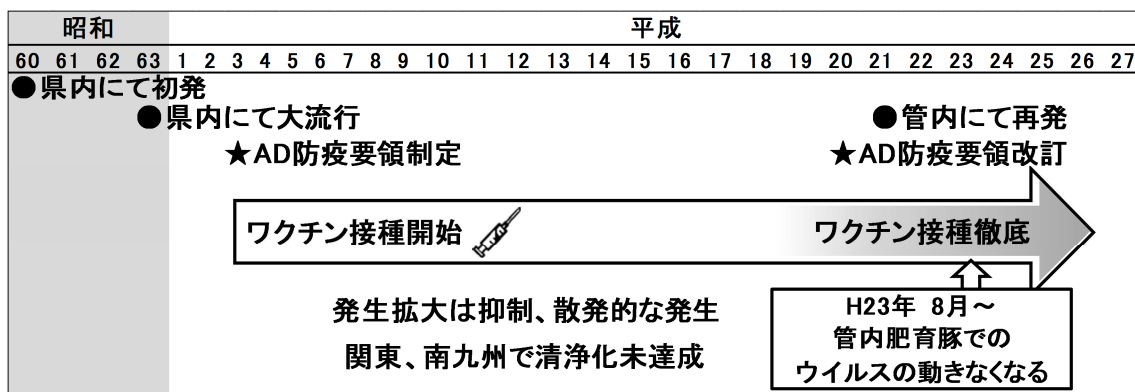 昭和 平成
60 61 62 63 1 2 3 4 5 6 7 8 9 10 11 12 13 14 15 16 17 18 19 20 21 22 23 24 25 26 27
●県内にて初発
●県内にて大流行 ●管内にて再発
★AD防疫要領制定 ★AD防疫要領改訂
ワクチン接種開始 ワクチン接種徹底
発生拡大は抑制、散発的な発生
関東、南九州で清浄化未達成
H23年 8月~
管内肥育豚での
ウイルスの動きなくなる